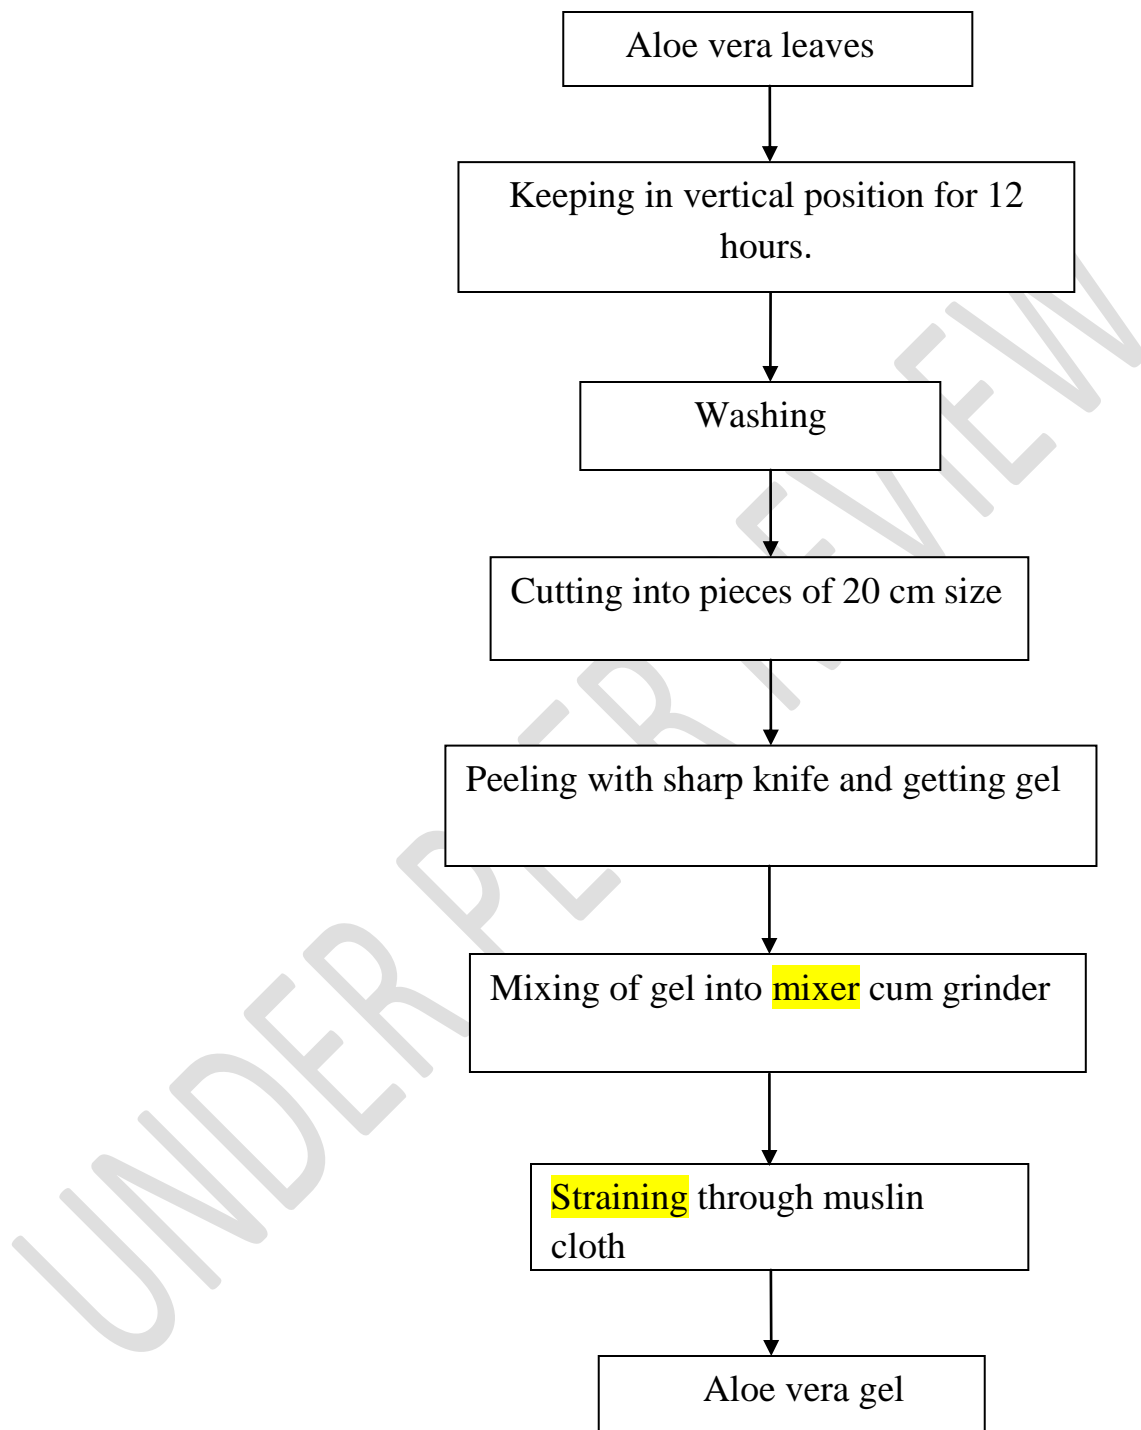 Aloe vera leaves
Keeping in vertical position for 12
hours.
Washing
Cutting into pieces of 20 cm size
Peeling with sharp knife and getting gel
Mixing of gel into mixer cum grinder
Straining through muslin
cloth
Aloe vera gel
UNDER PEER REVIEW